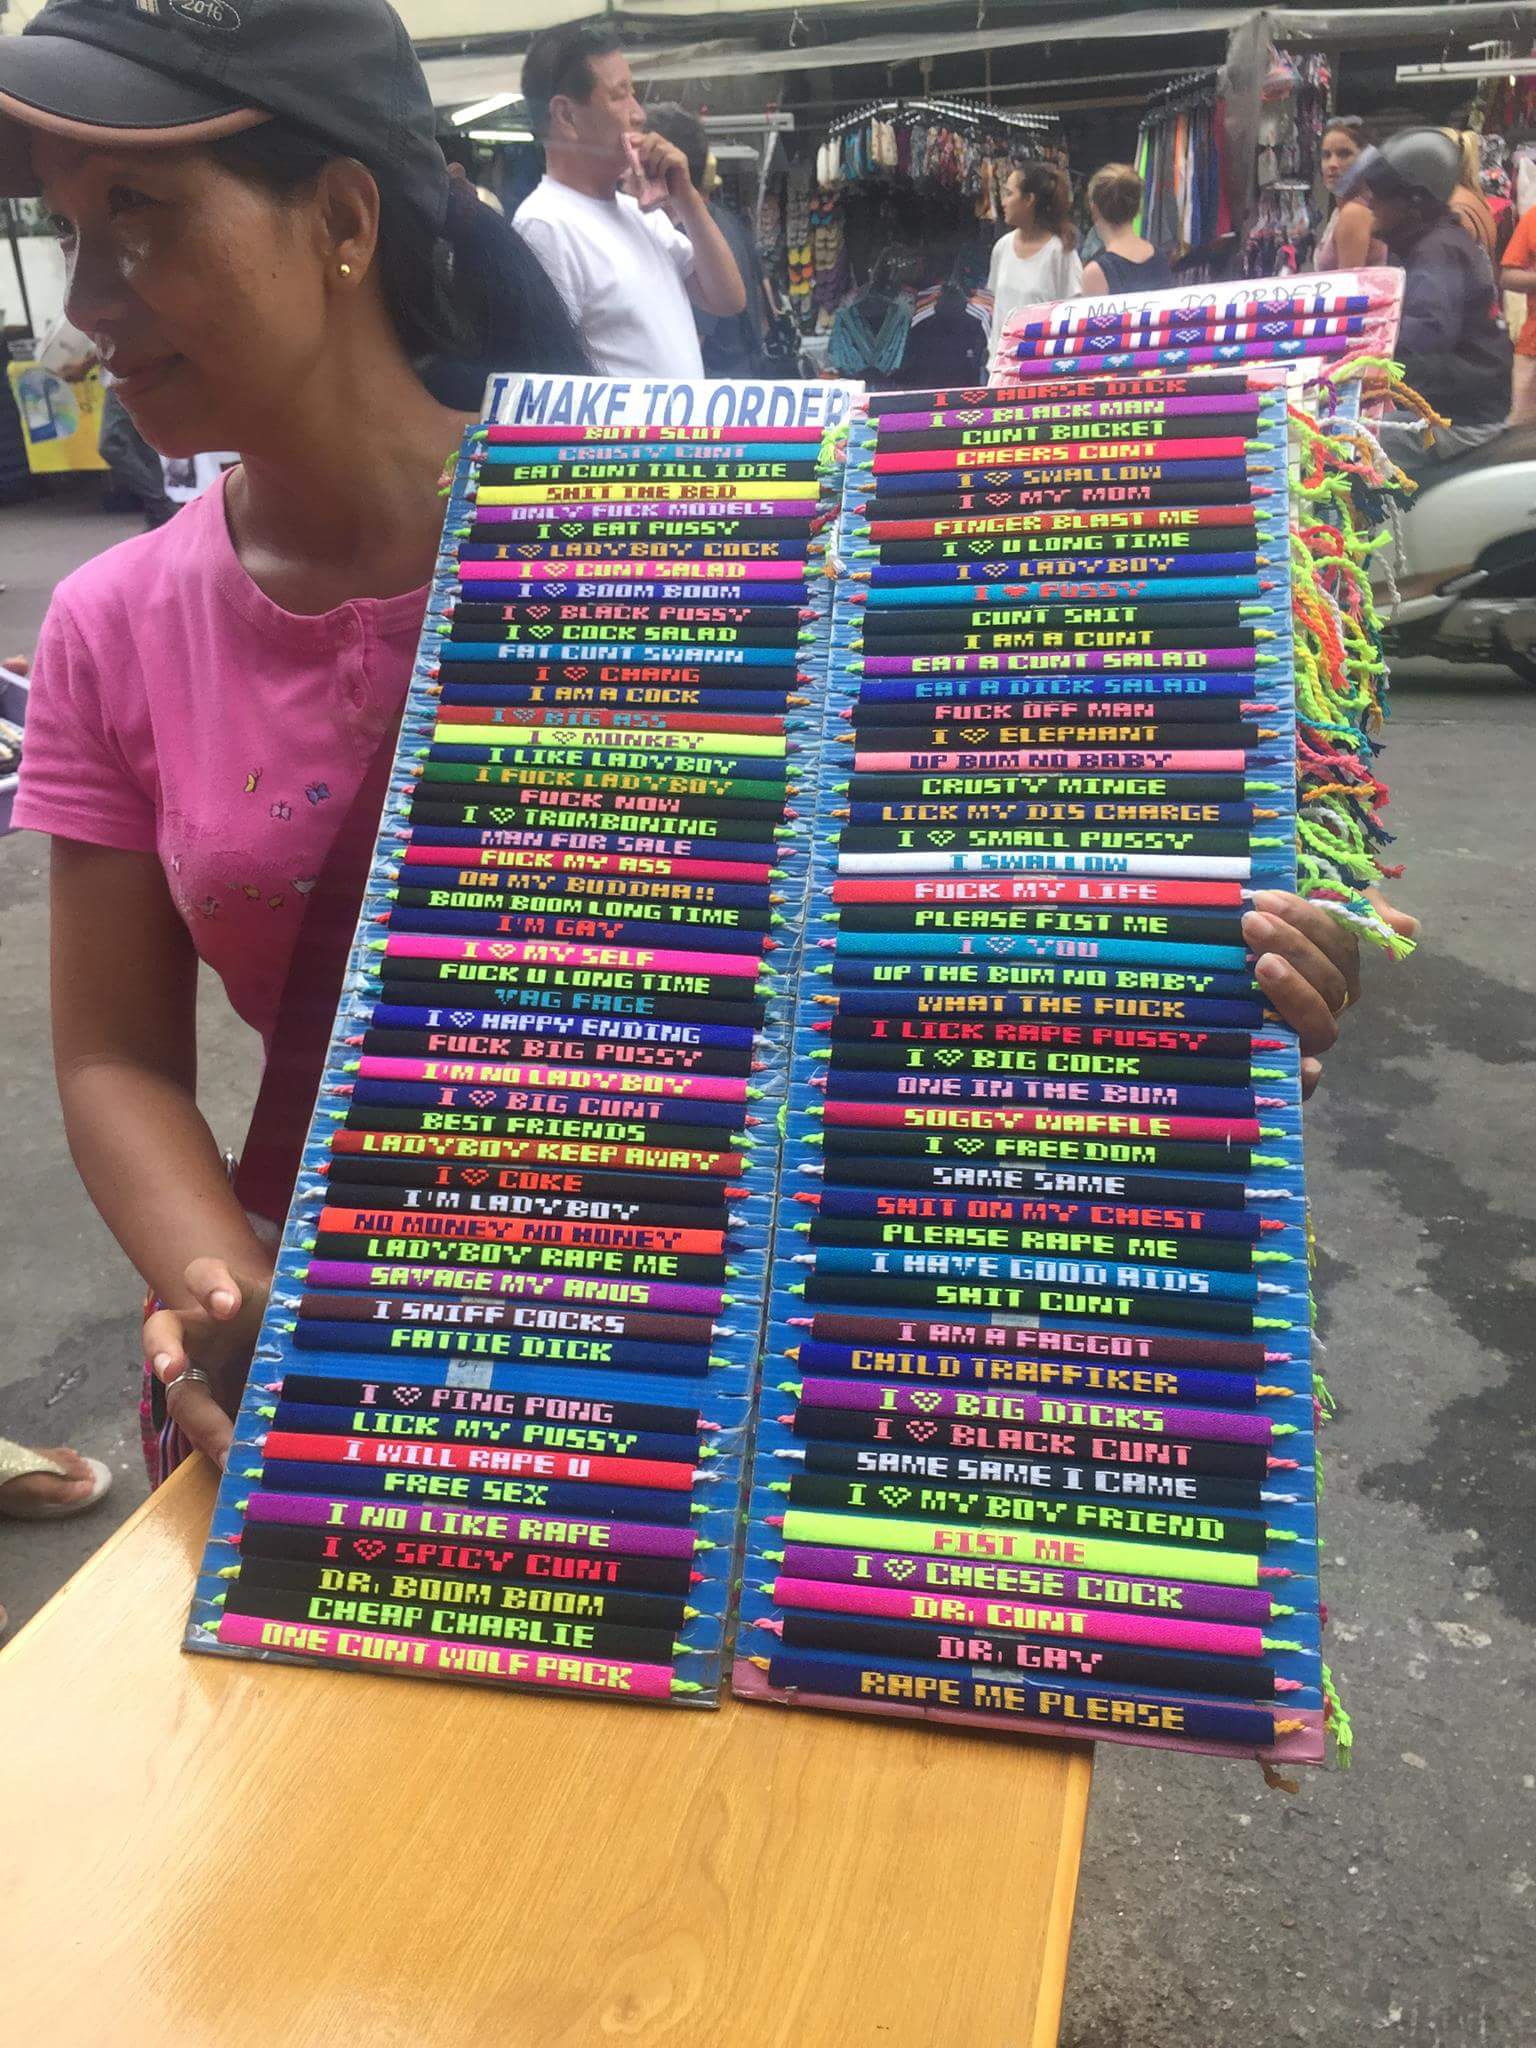 2016
I MAKE TO ORDER
I MAKE TO ORDER
BUTT SLUT
CRUSTY CUNT
EAT CUNT TILL I DIE
SHIT THE BED
ONLY FUCK MODELS
I ♡ EAT PUSSY
I ♡ LADYBOY COCK
I ♡ CUNT SALAD
I ♡ BOOM BOOM
I ♡ BLACK PUSSY
I ♡ COCK SALAD
FAT CUNT SWANN
I ♡ CHANG
I AM A COCK
I ♡ BIG ASS
I ♡ MONKEY
I LIKE LADYBOY
I FUCK LADYBOY
FUCK NOW
I ♡ TROMBONING
MAN FOR SALE
FUCK MY ASS
OH MY BUDDHA!!
BOOM BOOM LONG TIME
I'M GAY
I ♡ MY SELF
FUCK U LONG TIME
VAG FACE
I ♡ HAPPY ENDING
FUCK BIG PUSSY
I'M NO LADYBOY
I ♡ BIG CUNT
BEST FRIENDS
LADYBOY KEEP AWAY
I ♡ COKE
I'M LADYBOY
NO MONEY NO HONEY
LADYBOY RAPE ME
SAVAGE MY ANUS
I SNIFF COCKS
FATTIE DICK
I ♡ PING PONG
LICK MY PUSSY
I WILL RAPE U
FREE SEX
I NO LIKE RAPE
I ♡ SPICY CUNT
DR. BOOM BOOM
CHEAP CHARLIE
ONE CUNT WOLF PACK
I ♡ HORSE DICK
I ♡ BLACK MAN
CUNT BUCKET
CHEERS CUNT
I ♡ SWALLOW
I ♡ MY MOM
FINGER BLAST ME
I ♡ U LONG TIME
I ♡ LADYBOY
I ♥ PUSSY
CUNT SHIT
I AM A CUNT
EAT A CUNT SALAD
EAT A DICK SALAD
FUCK OFF MAN
I ♡ ELEPHANT
UP BUM NO BABY
CRUSTY MINGE
LICK MY DIS CHARGE
I ♡ SMALL PUSSY
I SWALLOW
FUCK MY LIFE
PLEASE FIST ME
I ♡ YOU
UP THE BUM NO BABY
WHAT THE FUCK
I LICK RAPE PUSSY
I ♡ BIG COCK
ONE IN THE BUM
SOGGY WAFFLE
I ♡ FREEDOM
SAME SAME
SHIT ON MY CHEST
PLEASE RAPE ME
I HAVE GOOD AIDS
SHIT CUNT
I AM A FAGGOT
CHILD TRAFFIKER
I ♡ BIG DICKS
I ♡ BLACK CUNT
SAME SAME I CAME
I ♡ MY BOY FRIEND
FIST ME
I ♡ CHEESE COCK
DR. CUNT
DR. GAY
RAPE ME PLEASE